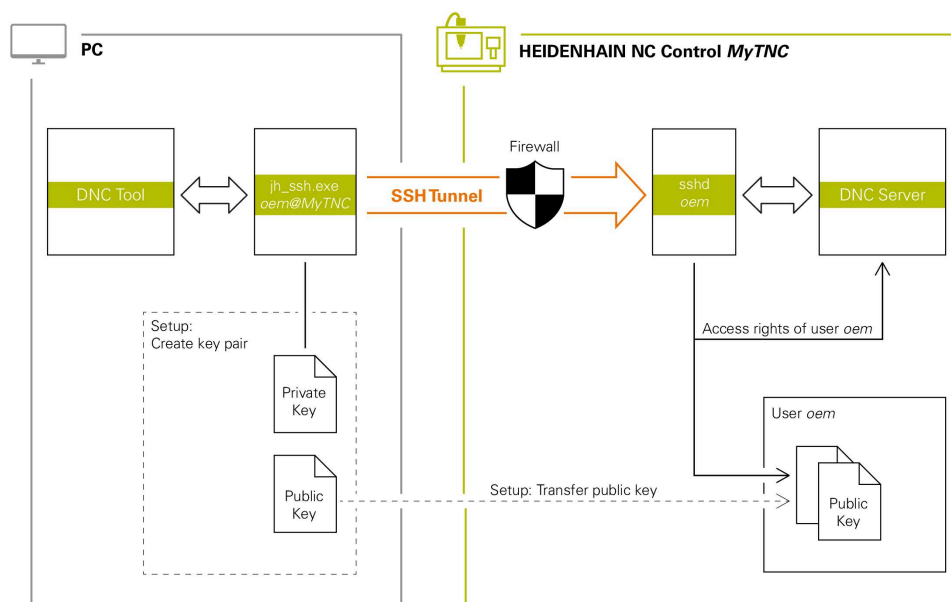 PC
HEIDENHAIN NC Control MyTNC
DNC Tool
jh_ssh.exe
oem@MyTNC
SSH Tunnel
Firewall
sshd
oem
DNC Server
Setup:
Create key pair
Private
Key
Public
Key
Access rights of user oem
Setup: Transfer public key
User oem
Public
Key